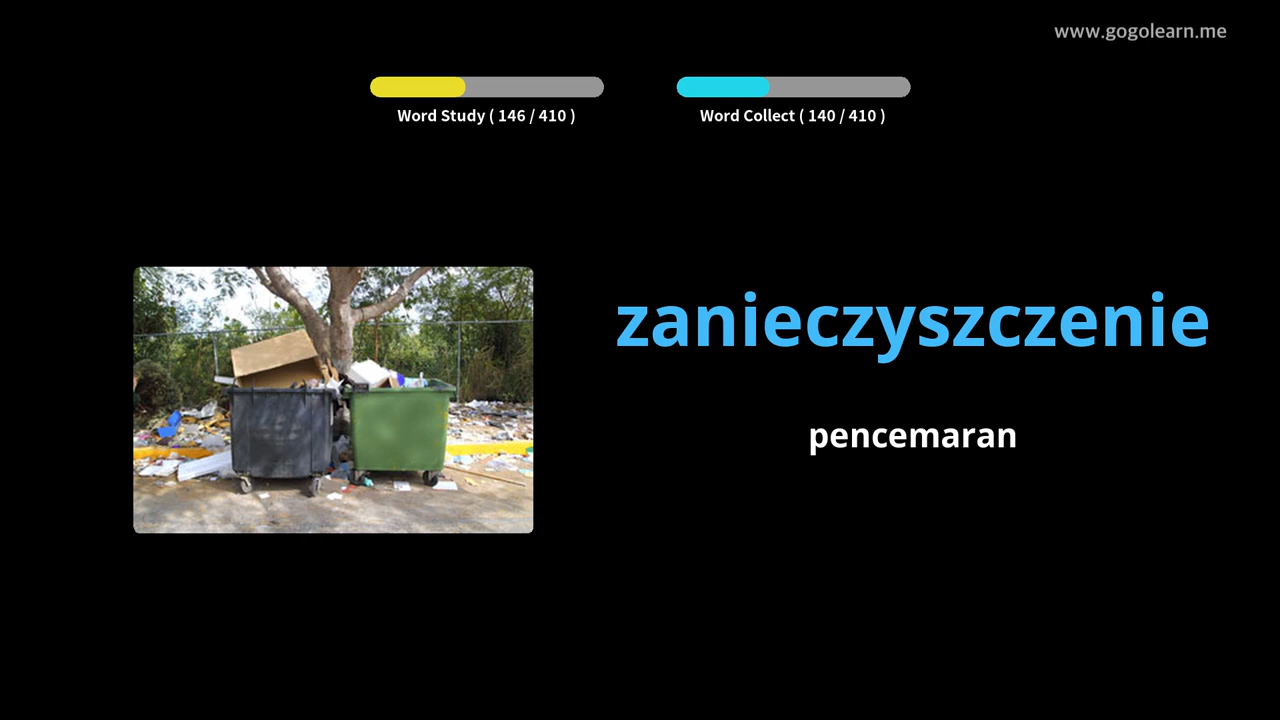 www.gogolearn.me
Word Study ( 146 / 410 )
Word Collect ( 140 / 410 )
zanieczyszczenie
pencemaran